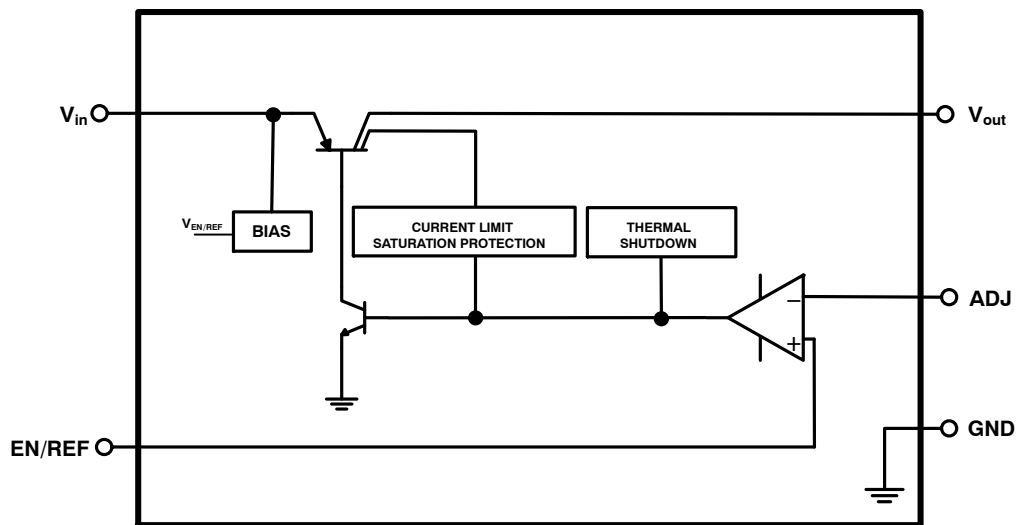 Vin
Vout
VEN/REF
BIAS
CURRENT LIMIT
SATURATION PROTECTION
THERMAL
SHUTDOWN
−
+
ADJ
EN/REF
GND